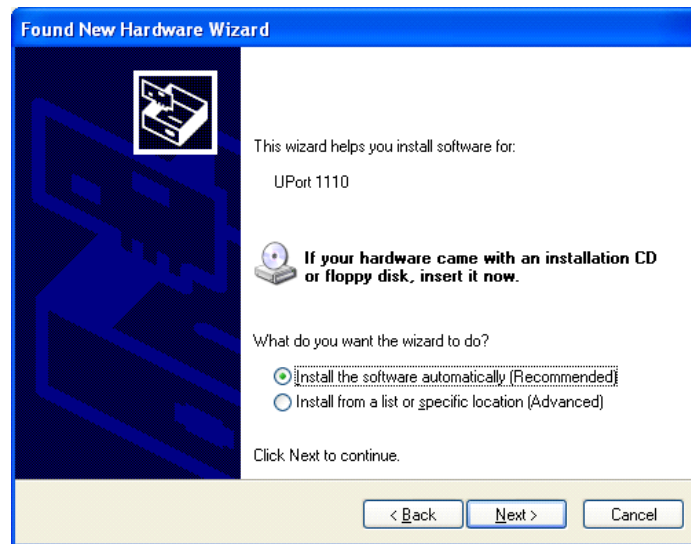 Found New Hardware Wizard
This wizard helps you install software for:
UPort 1110
If your hardware came with an installation CD
or floppy disk, insert it now.
What do you want the wizard to do?
Install the software automatically (Recommended)
Install from a list or specific location (Advanced)
Click Next to continue.
< Back
Next >
Cancel